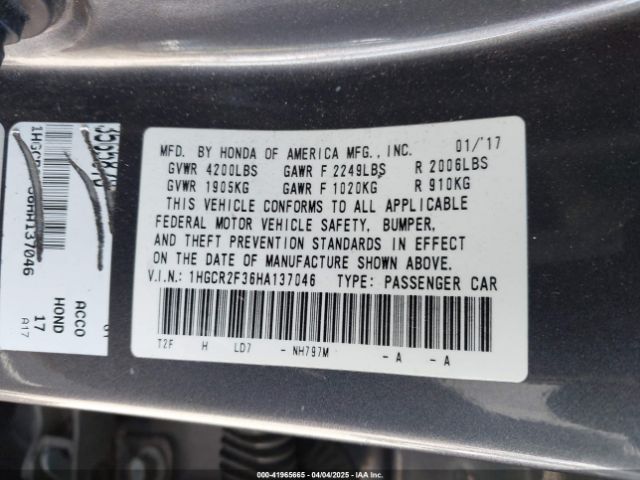 MFD. BY HONDA OF AMERICA MFG., INC. 01/'17
GVWR 4200LBS GAWR F 2249LBS R 2006LBS
GVWR 1905KG GAWR F 1020KG R 910KG
THIS VEHICLE CONFORMS TO ALL APPLICABLE
FEDERAL MOTOR VEHICLE SAFETY, BUMPER,
AND THEFT PREVENTION STANDARDS IN EFFECT
ON THE DATE OF MANUFACTURE SHOWN ABOVE.
V.I.N.: 1HGCR2F36HA137046 TYPE: PASSENGER CAR
T2F H LD7 - NH797M - A - A
ACCO
HOND
17
A17
000-41965665 - 04/04/2025 - IAAI.COM